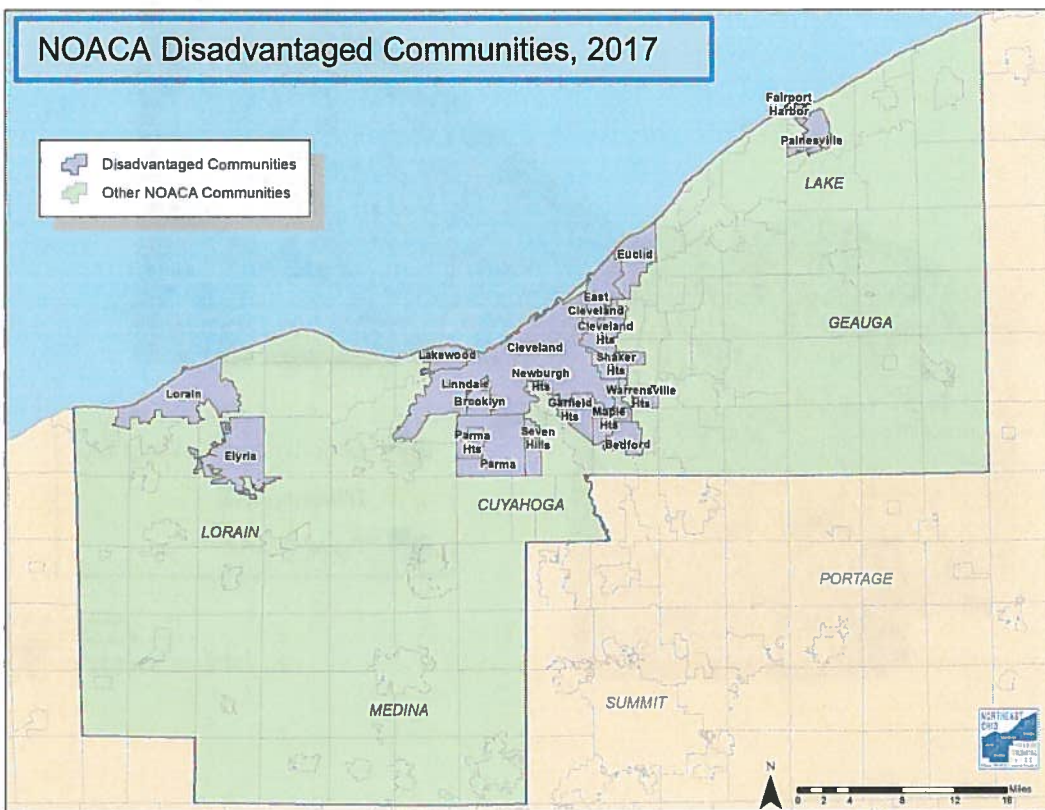 NOACA Disadvantaged Communities, 2017
Disadvantaged Communities
Other NOACA Communities
Fairport
Harbor
Painesville
LAKE
Euclid
East
Cleveland
Cleveland
Hts
GEAUGA
Lakewood
Cleveland
Shaker
Hts
Lorain
Linndale
Newburgh
Hts
Warrensville
Hts
Brooklyn
Garfield
Hts
Maple
Hts
Elyria
Parma
Hts
Seven
Hills
Bedford
Parma
CUYAHOGA
LORAIN
PORTAGE
MEDINA
SUMMIT
NORTHEAST
OHIO
N
Miles
0 2 4 8 12 16